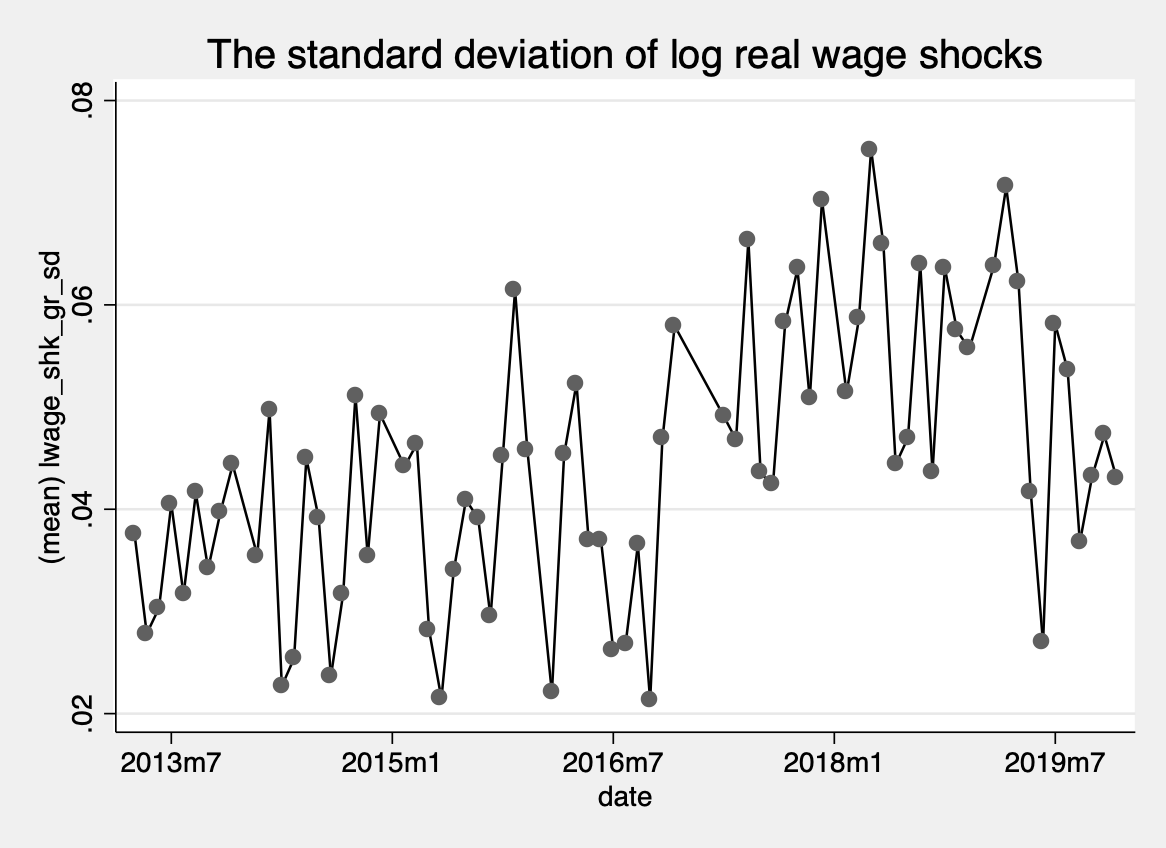 The standard deviation of log real wage shocks
(mean) lwage_shk_gr_sd
.08
.06
.04
.02
2013m7 2015m1 2016m7 2018m1 2019m7
date